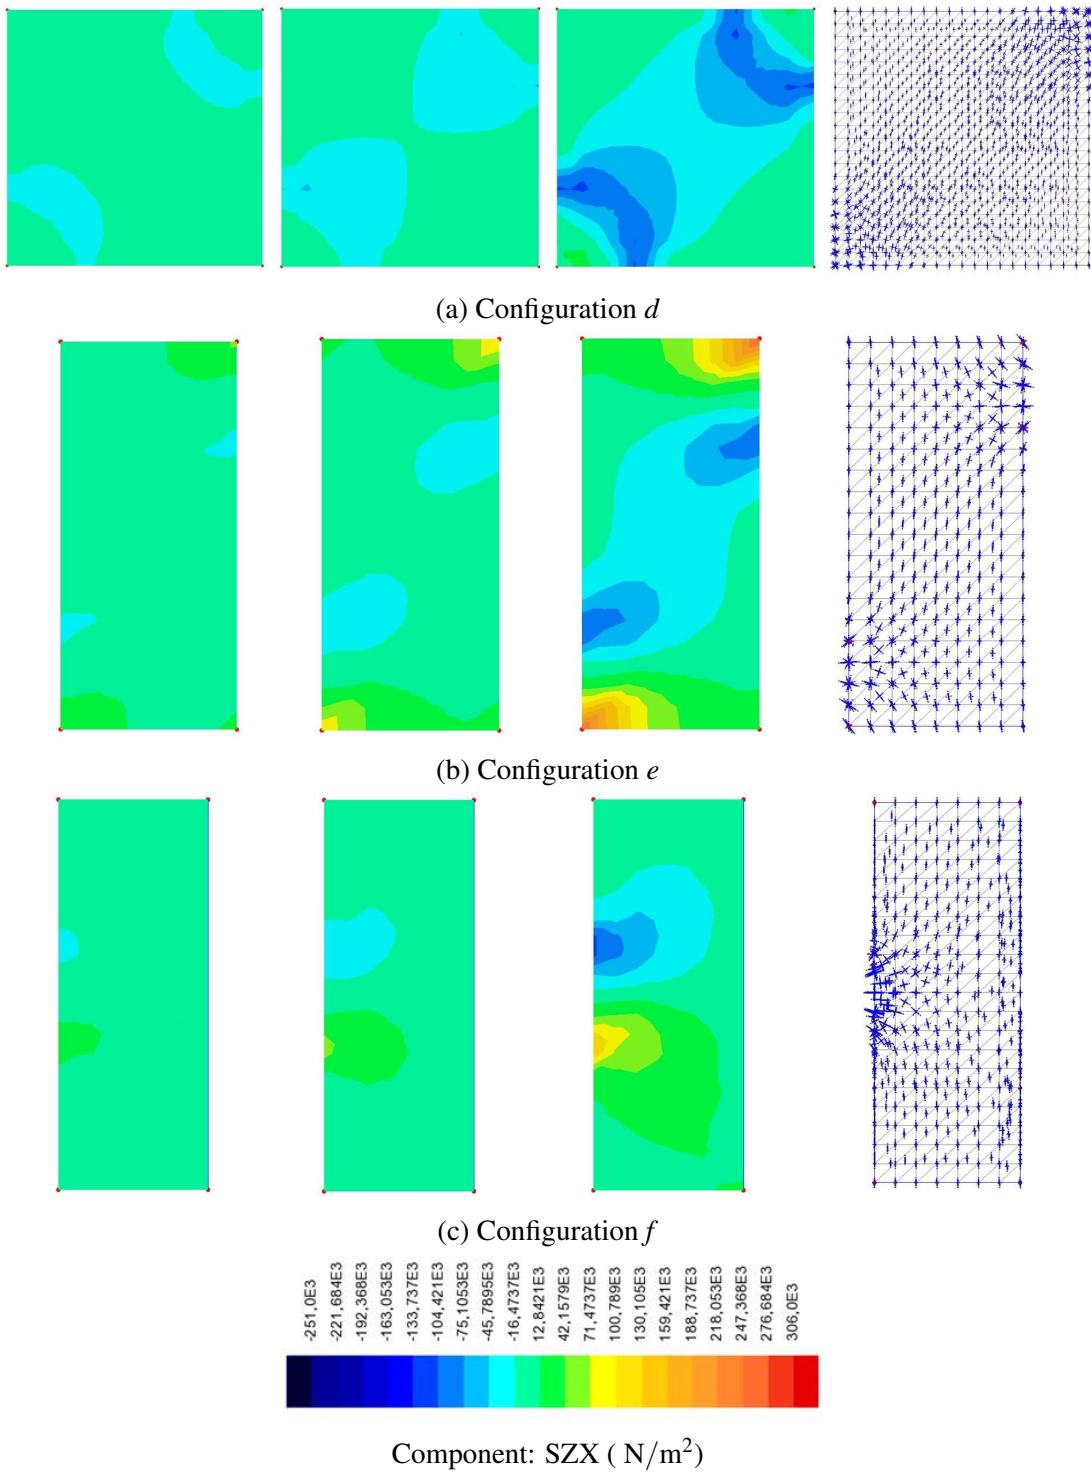 (a) Configuration d
(b) Configuration e
(c) Configuration f
-251,0E3
-221,684E3
-192,368E3
-163,053E3
-133,737E3
-104,421E3
-75,1053E3
-45,7895E3
-16,4737E3
12,8421E3
42,1579E3
71,4737E3
100,789E3
130,105E3
159,421E3
188,737E3
218,053E3
247,368E3
276,684E3
306,0E3
Component: SZX ( N/m²)